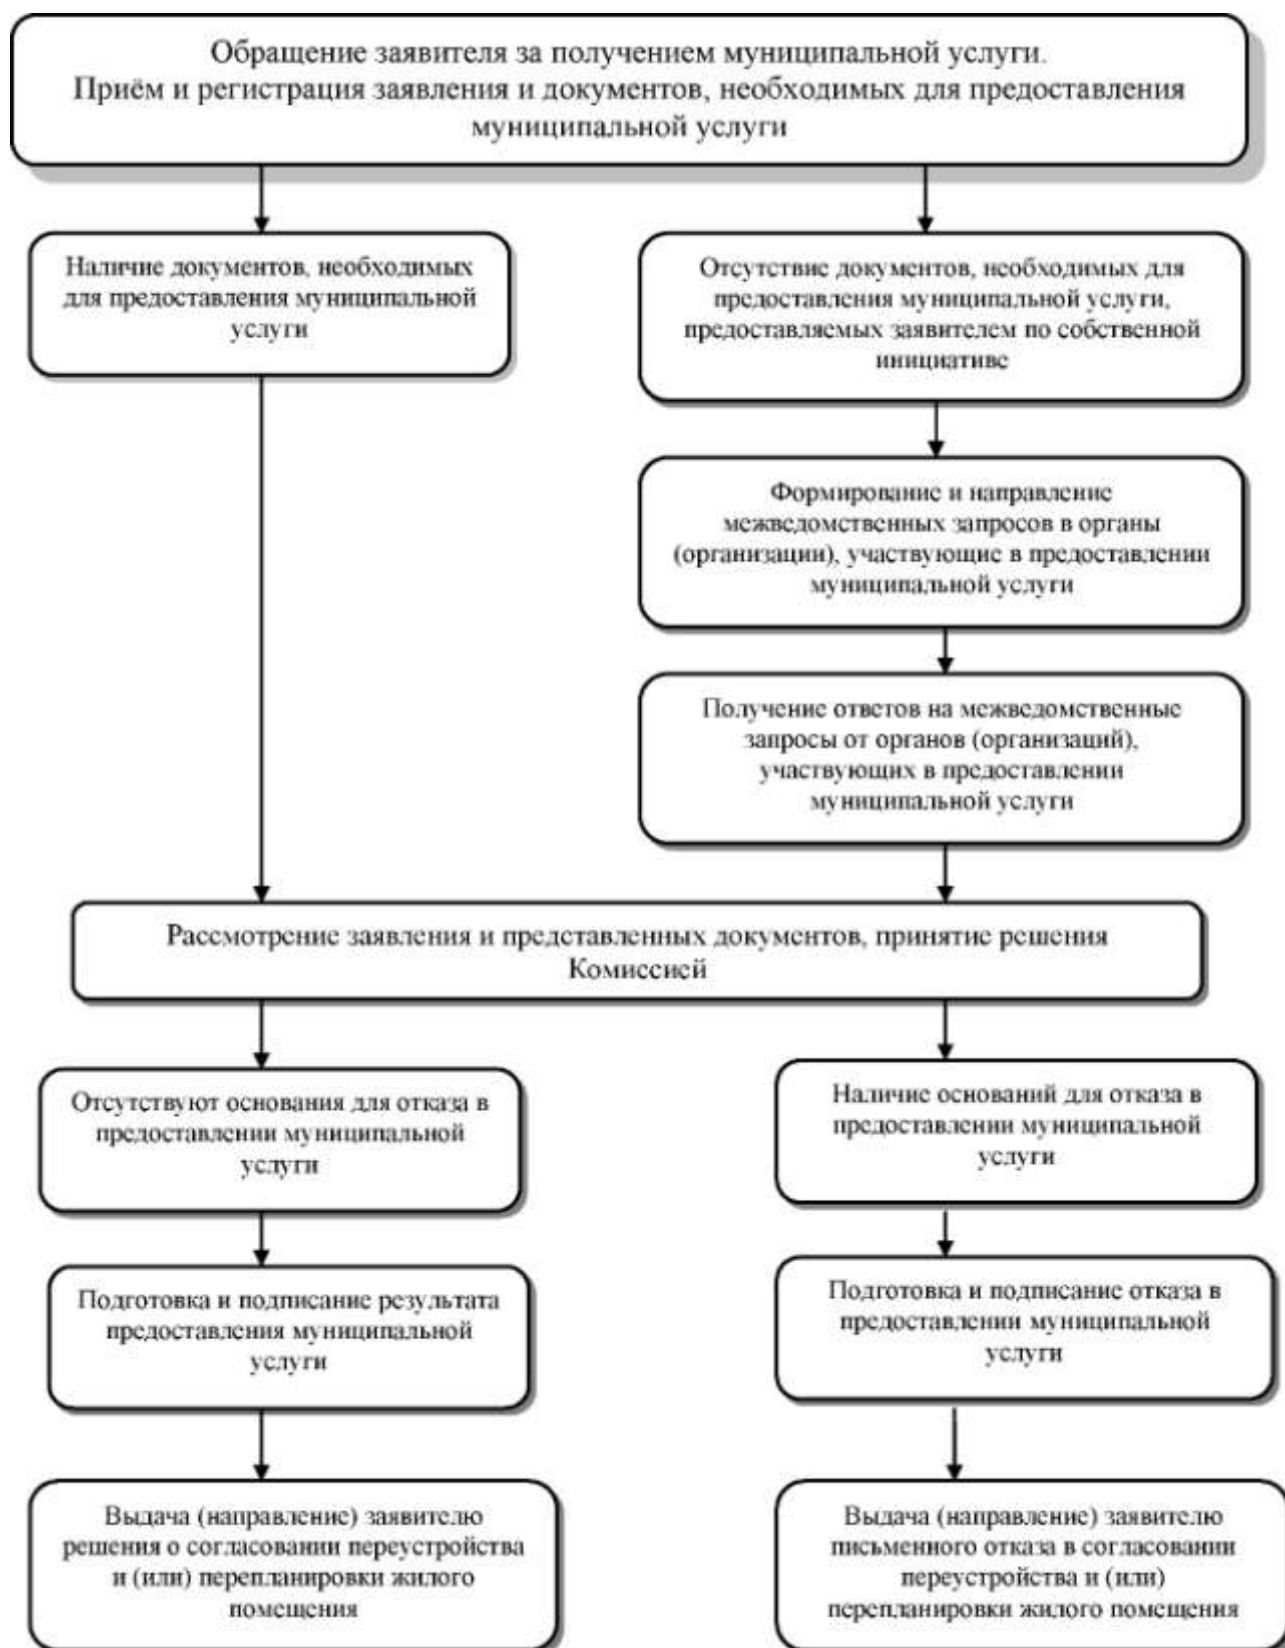 Обращение заявителя за получением муниципальной услуги.
Приём и регистрация заявления и документов, необходимых для предоставления
муниципальной услуги
Наличие документов, необходимых
для предоставления муниципальной
услуги
Отсутствие документов, необходимых для
предоставления муниципальной услуги,
предоставляемых заявителем по собственной
инициативе
Формирование и направление
межведомственных запросов в органы
(организации), участвующие в предоставлении
муниципальной услуги
Получение ответов на межведомственные
запросы от органов (организаций),
участвующих в предоставлении
муниципальной услуги
Рассмотрение заявления и представленных документов, принятие решения
Комиссией
Отсутствуют основания для отказа в
предоставлении муниципальной
услуги
Наличие оснований для отказа в
предоставлении муниципальной
услуги
Подготовка и подписание результата
предоставления муниципальной
услуги
Подготовка и подписание отказа в
предоставлении муниципальной
услуги
Выдача (направление) заявителю
решения о согласовании переустройства
и (или) перепланировки жилого
помещения
Выдача (направление) заявителю
письменного отказа в согласовании
переустройства и (или)
перепланировки жилого помещения